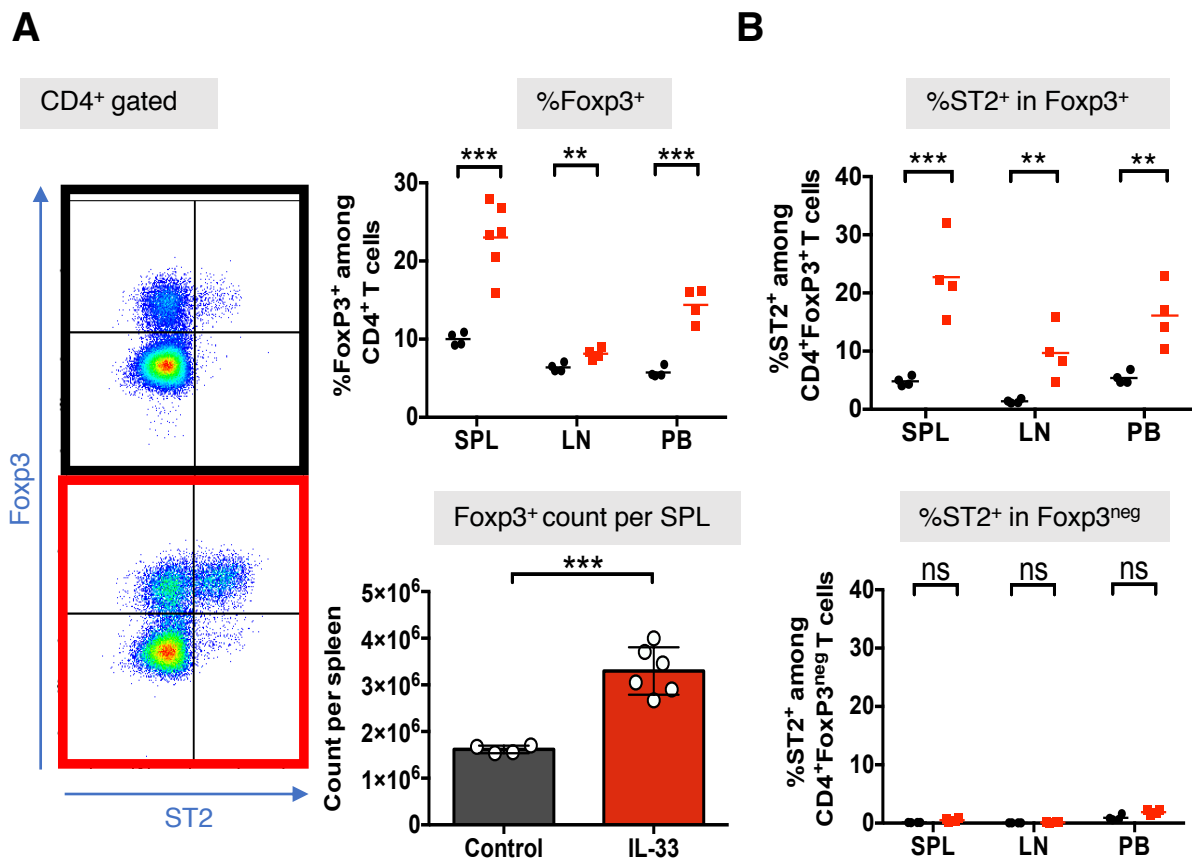 A
B
CD4⁺ gated
%Foxp3⁺
%ST2⁺ in Foxp3⁺
Foxp3
ST2
%FoxP3⁺ among
CD4⁺ T cells
30
20
10
0
***
**
***
SPL
LN
PB
%ST2⁺ among
CD4⁺FoxP3⁺ T cells
40
30
20
10
0
***
**
**
SPL
LN
PB
Foxp3⁺ count per SPL
Count per spleen
5×10⁶
4×10⁶
3×10⁶
2×10⁶
1×10⁶
0
***
Control
IL-33
%ST2⁺ in Foxp3ⁿᵉᵍ
%ST2⁺ among
CD4⁺FoxP3ⁿᵉᵍ T cells
40
30
20
10
0
ns
ns
ns
SPL
LN
PB